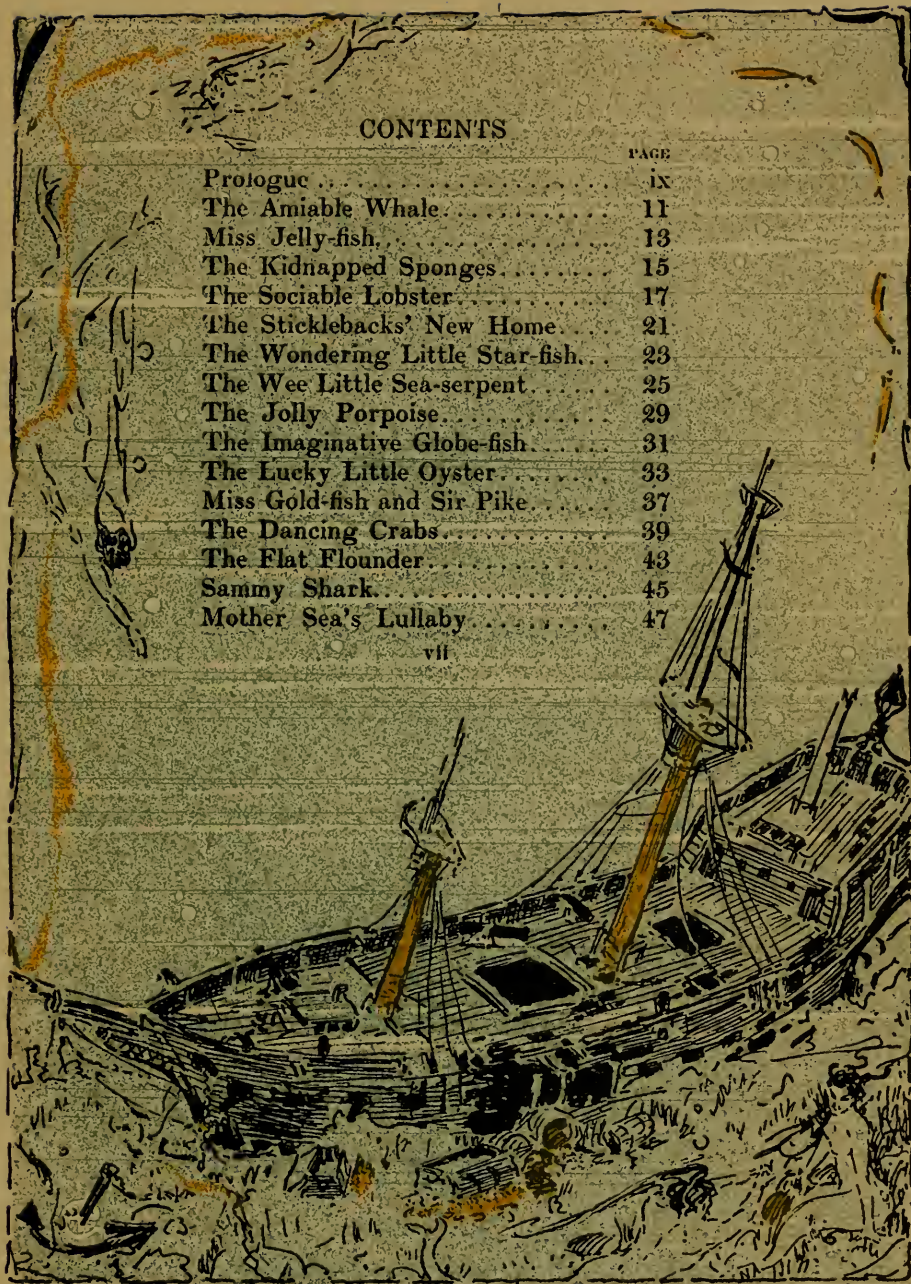 CONTENTS
PAGE
Prologue ..................... ix
The Amiable Whale............ 11
Miss Jelly-fish................ 13
The Kidnapped Sponges........ 15
The Sociable Lobster........... 17
The Sticklebacks' New Home.... 21
The Wondering Little Star-fish... 23
The Wee Little Sea-serpent...... 25
The Jolly Porpoise............. 29
The Imaginative Globe-fish...... 31
The Lucky Little Oyster........ 33
Miss Gold-fish and Sir Pike...... 37
The Dancing Crabs............. 39
The Flat Flounder.............. 43
Sammy Shark.................. 45
Mother Sea's Lullaby.......... 47
vii